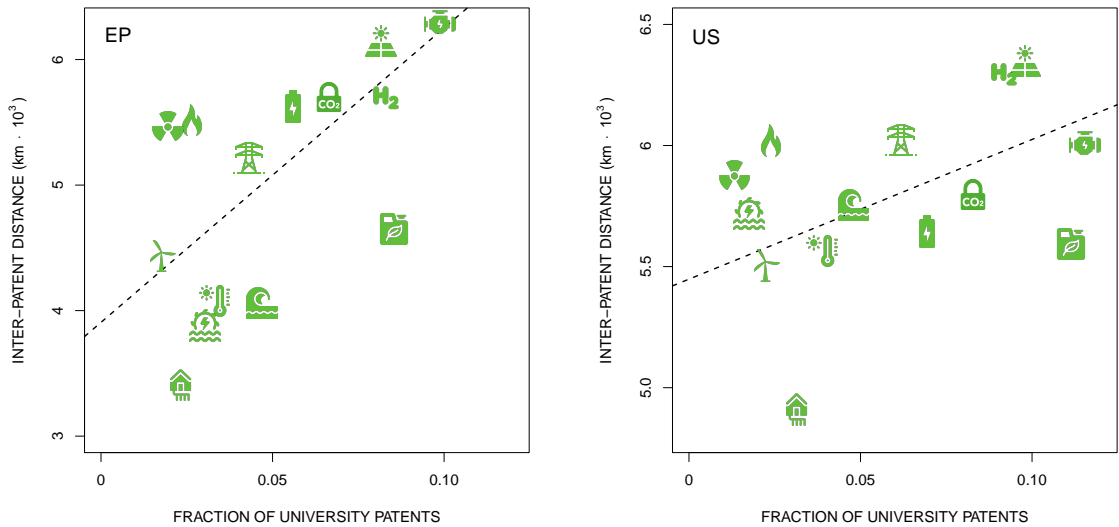 EP
6
5
4
3
INTER−PATENT DISTANCE (km · 10³)
CO₂
H₂
0
0.05
0.10
FRACTION OF UNIVERSITY PATENTS
US
6.5
6
5.5
5.0
INTER−PATENT DISTANCE (km · 10³)
H₂
CO₂
0
0.05
0.10
FRACTION OF UNIVERSITY PATENTS